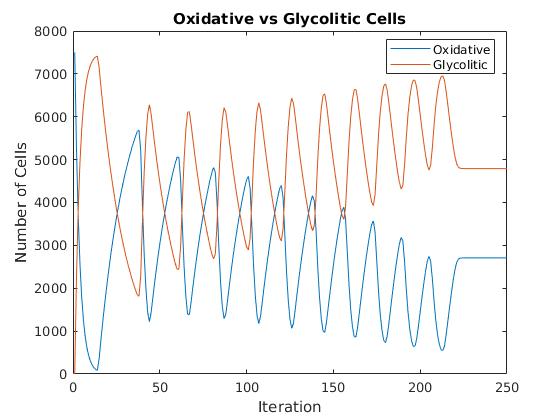 Oxidative vs Glycolitic Cells
8000
7000
6000
5000
4000
3000
2000
1000
0
Number of Cells
Oxidative
Glycolitic
0 50 100 150 200 250
Iteration